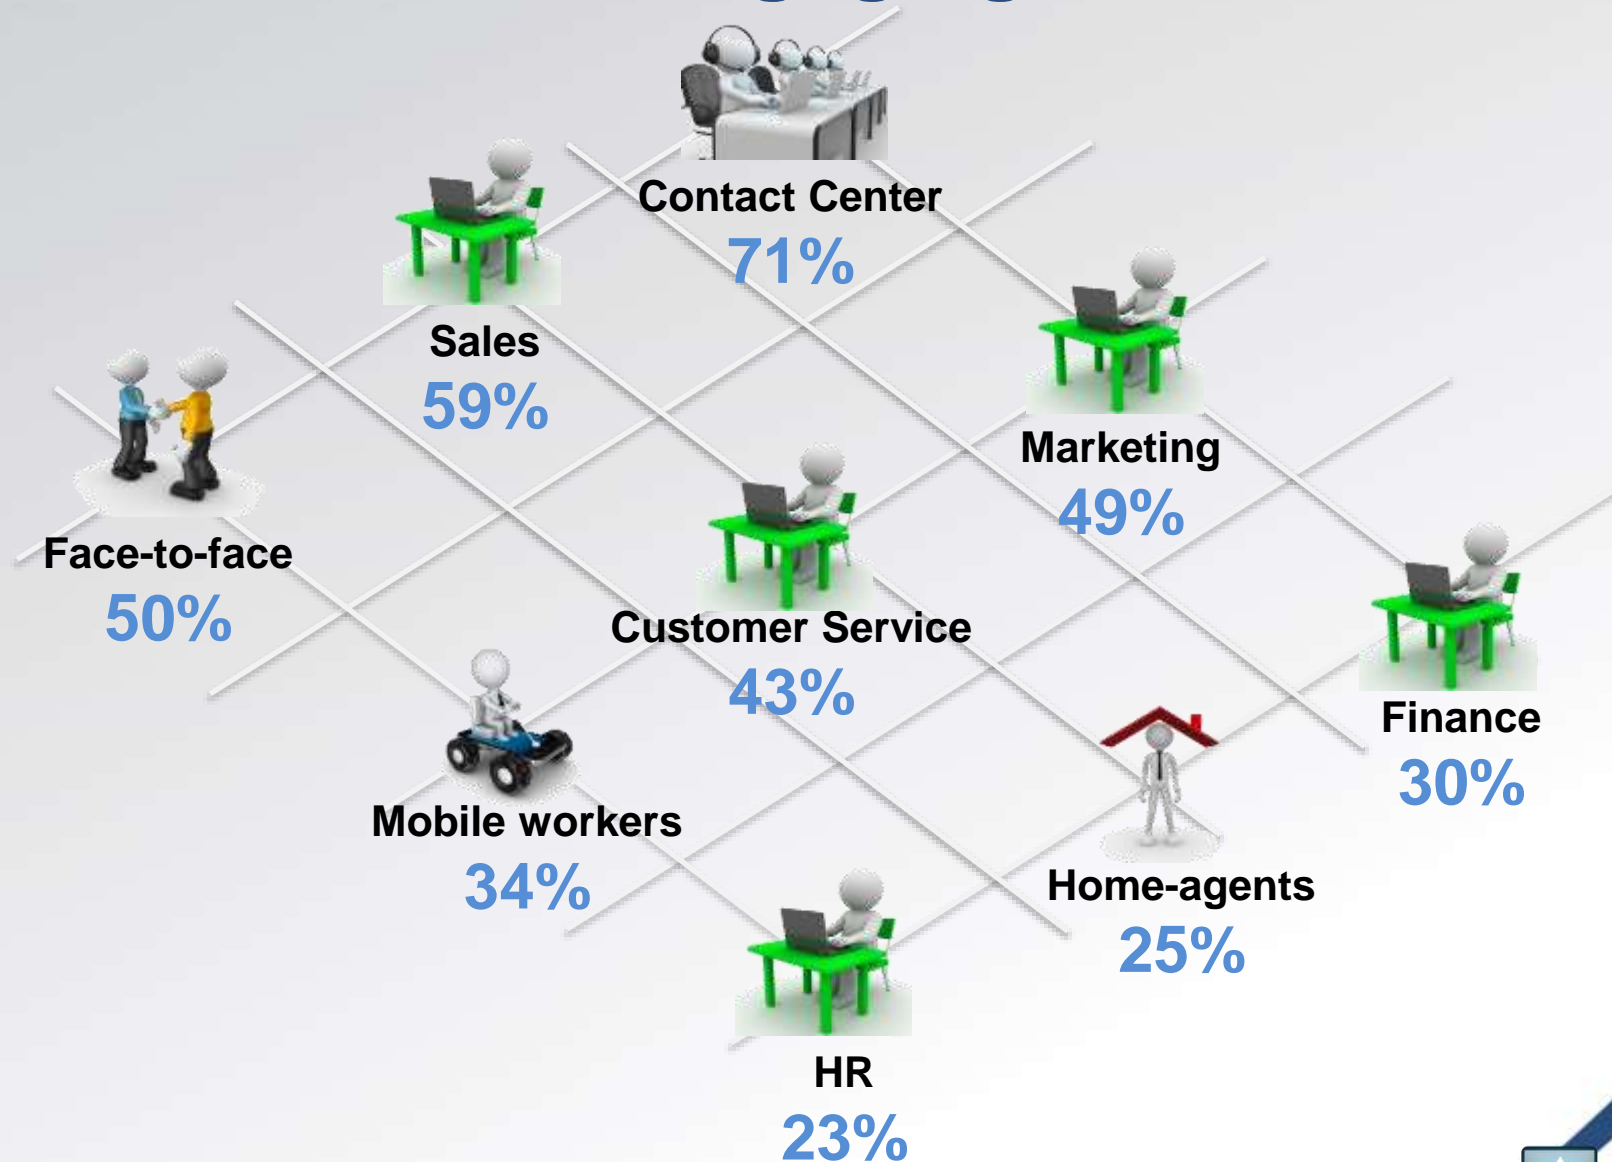 Contact Center
71%
Sales
59%
Marketing
49%
Face-to-face
50%
Customer Service
43%
Finance
30%
Mobile workers
34%
Home-agents
25%
HR
23%